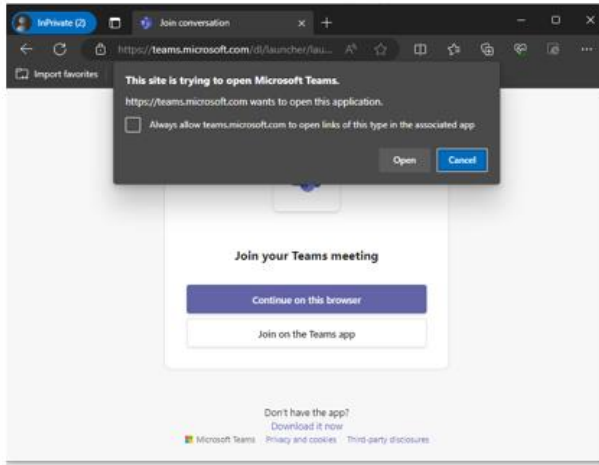 InPrivate (2)
Join conversation
https://teams.microsoft.com/dl/launcher/lau...
Import favorites
This site is trying to open Microsoft Teams.
https://teams.microsoft.com wants to open this application.
Always allow teams.microsoft.com to open links of this type in the associated app
Open Cancel
Join your Teams meeting
Continue on this browser
Join on the Teams app
Don't have the app?
Download it now
Microsoft Teams Privacy and cookies Third-party disclosures